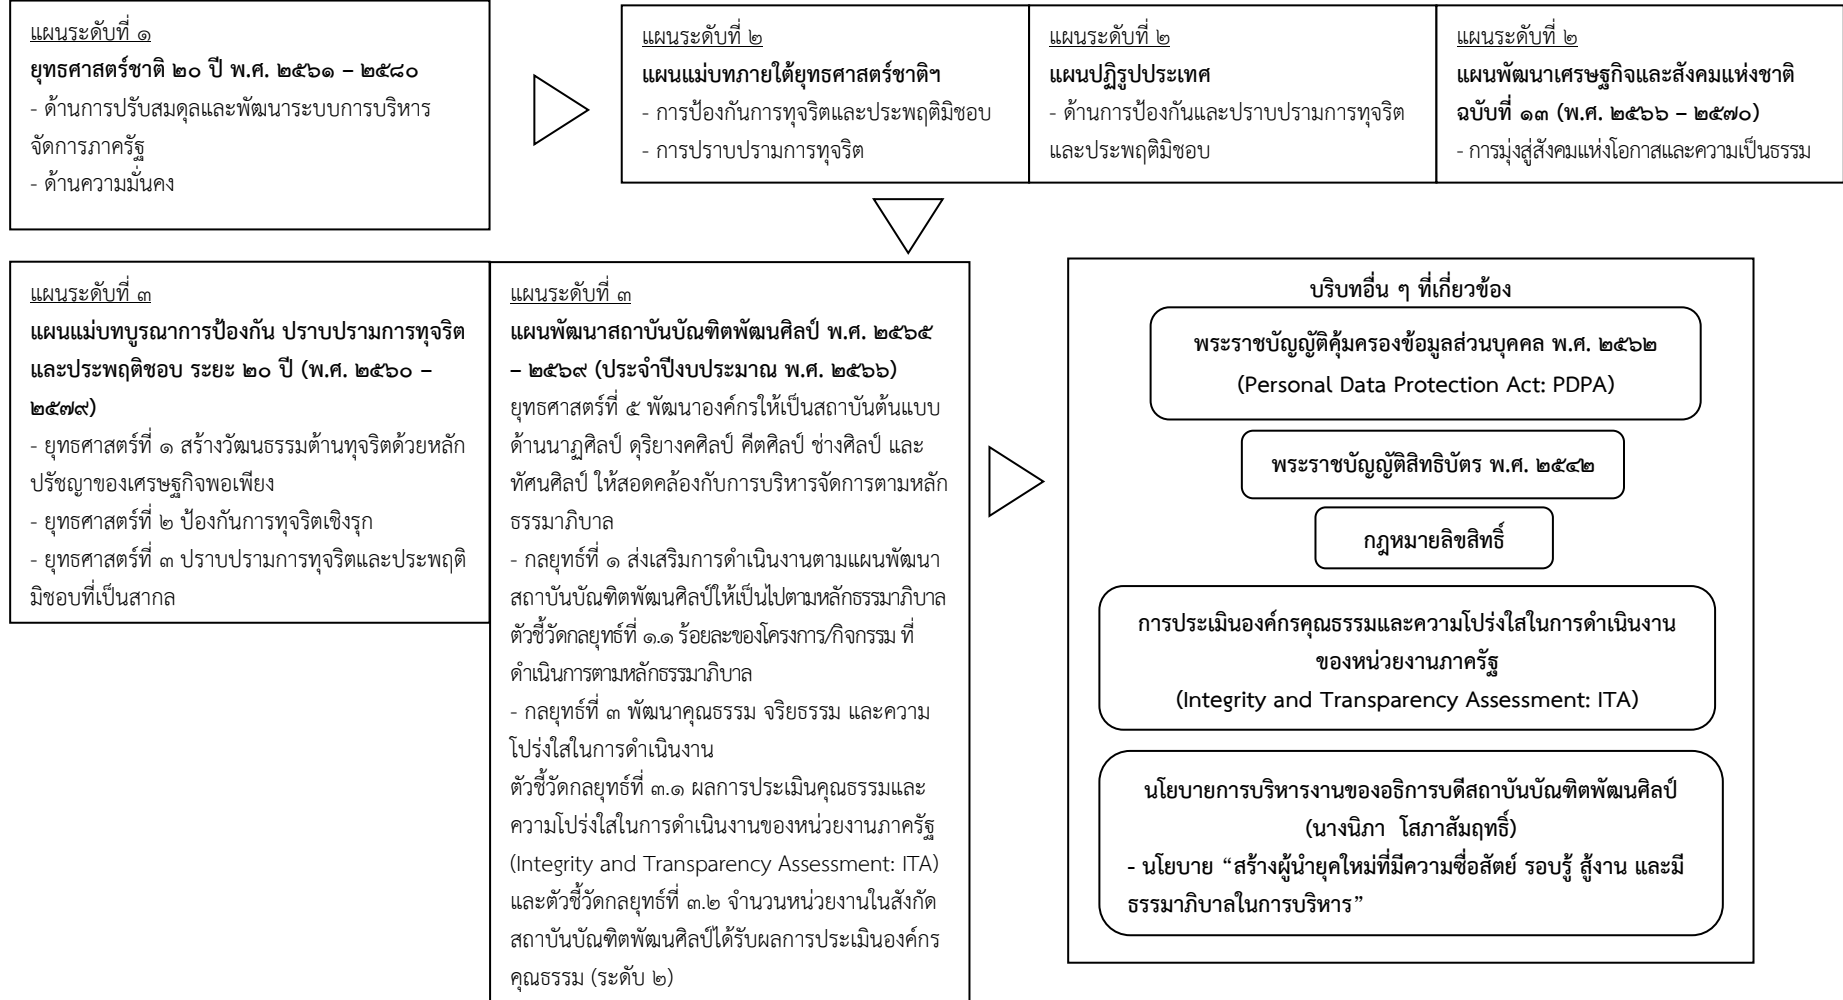 แผนระดับที่ ๑
ยุทธศาสตร์ชาติ ๒๐ ปี พ.ศ. ๒๕๖๑ – ๒๕๘๐
- ด้านการปรับสมดุลและพัฒนาระบบการบริหาร
จัดการภาครัฐ
- ด้านความมั่นคง
แผนระดับที่ ๒
แผนแม่บทภายใต้ยุทธศาสตร์ชาติฯ
- การป้องกันการทุจริตและประพฤติมิชอบ
- การปราบปรามการทุจริต
แผนระดับที่ ๒
แผนปฏิรูปประเทศ
- ด้านการป้องกันและปราบปรามการทุจริต
และประพฤติมิชอบ
แผนระดับที่ ๒
แผนพัฒนาเศรษฐกิจและสังคมแห่งชาติ
ฉบับที่ ๑๓ (พ.ศ. ๒๕๖๖ – ๒๕๗๐)
- การมุ่งสู่สังคมแห่งโอกาสและความเป็นธรรม
แผนระดับที่ ๓
แผนแม่บทบูรณาการป้องกัน ปราบปรามการทุจริต
และประพฤติชอบ ระยะ ๒๐ ปี (พ.ศ. ๒๕๖๐ –
๒๕๗๙)
- ยุทธศาสตร์ที่ ๑ สร้างวัฒนธรรมต้านทุจริตด้วยหลัก
ปรัชญาของเศรษฐกิจพอเพียง
- ยุทธศาสตร์ที่ ๒ ป้องกันการทุจริตเชิงรุก
- ยุทธศาสตร์ที่ ๓ ปราบปรามการทุจริตและประพฤติ
มิชอบที่เป็นสากล
แผนระดับที่ ๓
แผนพัฒนาสถาบันบัณฑิตพัฒนศิลป์ พ.ศ. ๒๕๖๕
– ๒๕๖๙ (ประจำปีงบประมาณ พ.ศ. ๒๕๖๖)
ยุทธศาสตร์ที่ ๕ พัฒนาองค์กรให้เป็นสถาบันต้นแบบ
ด้านนาฏศิลป์ ดุริยางคศิลป์ คีตศิลป์ ช่างศิลป์ และ
ทัศนศิลป์ ให้สอดคล้องกับการบริหารจัดการตามหลัก
ธรรมาภิบาล
- กลยุทธ์ที่ ๑ ส่งเสริมการดำเนินงานตามแผนพัฒนา
สถาบันบัณฑิตพัฒนศิลป์ให้เป็นไปตามหลักธรรมาภิบาล
ตัวชี้วัดกลยุทธ์ที่ ๑.๑ ร้อยละของโครงการ/กิจกรรม ที่
ดำเนินการตามหลักธรรมาภิบาล
- กลยุทธ์ที่ ๓ พัฒนาคุณธรรม จริยธรรม และความ
โปร่งใสในการดำเนินงาน
ตัวชี้วัดกลยุทธ์ที่ ๓.๑ ผลการประเมินคุณธรรมและ
ความโปร่งใสในการดำเนินงานของหน่วยงานภาครัฐ
(Integrity and Transparency Assessment: ITA)
และตัวชี้วัดกลยุทธ์ที่ ๓.๒ จำนวนหน่วยงานในสังกัด
สถาบันบัณฑิตพัฒนศิลป์ได้รับผลการประเมินองค์กร
คุณธรรม (ระดับ ๒)
บริบทอื่น ๆ ที่เกี่ยวข้อง
พระราชบัญญัติคุ้มครองข้อมูลส่วนบุคคล พ.ศ. ๒๕๖๒
(Personal Data Protection Act: PDPA)
พระราชบัญญัติสิทธิบัตร พ.ศ. ๒๕๔๒
กฎหมายลิขสิทธิ์
การประเมินองค์กรคุณธรรมและความโปร่งใสในการดำเนินงาน
ของหน่วยงานภาครัฐ
(Integrity and Transparency Assessment: ITA)
นโยบายการบริหารงานของอธิการบดีสถาบันบัณฑิตพัฒนศิลป์
(นางนิภา โสภาสัมฤทธิ์)
- นโยบาย “สร้างผู้นำยุคใหม่ที่มีความซื่อสัตย์ รอบรู้ สู้งาน และมี
ธรรมาภิบาลในการบริหาร”